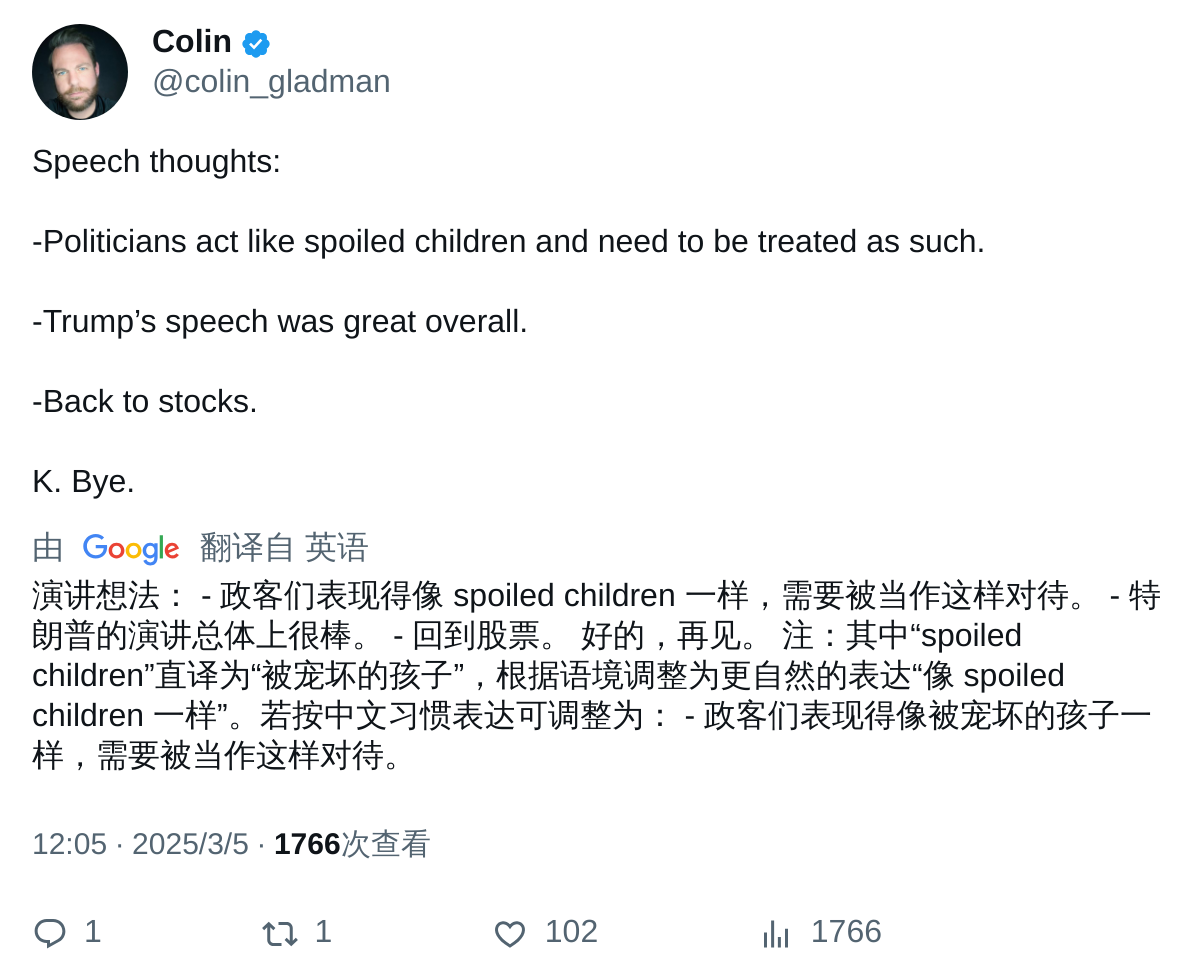 Colin
@colin_gladman
Speech thoughts:
-Politicians act like spoiled children and need to be treated as such.
-Trump’s speech was great overall.
-Back to stocks.
K. Bye.
由 Google 翻译自 英语
演讲想法： - 政客们表现得像 spoiled children 一样，需要被当作这样对待。 - 特
朗普的演讲总体上很棒。 - 回到股票。 好的，再见。 注：其中“spoiled
children”直译为“被宠坏的孩子”，根据语境调整为更自然的表达“像 spoiled
children 一样”。若按中文习惯表达可调整为： - 政客们表现得像被宠坏的孩子一
样，需要被当作这样对待。
12:05 · 2025/3/5 · 1766次查看
1 1 102 1766